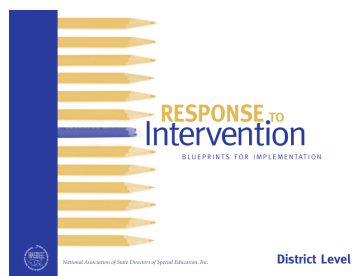 RESPONSE TO
Intervention
BLUEPRINTS FOR IMPLEMENTATION
National Association of State Directors of Special Education, Inc.
District Level